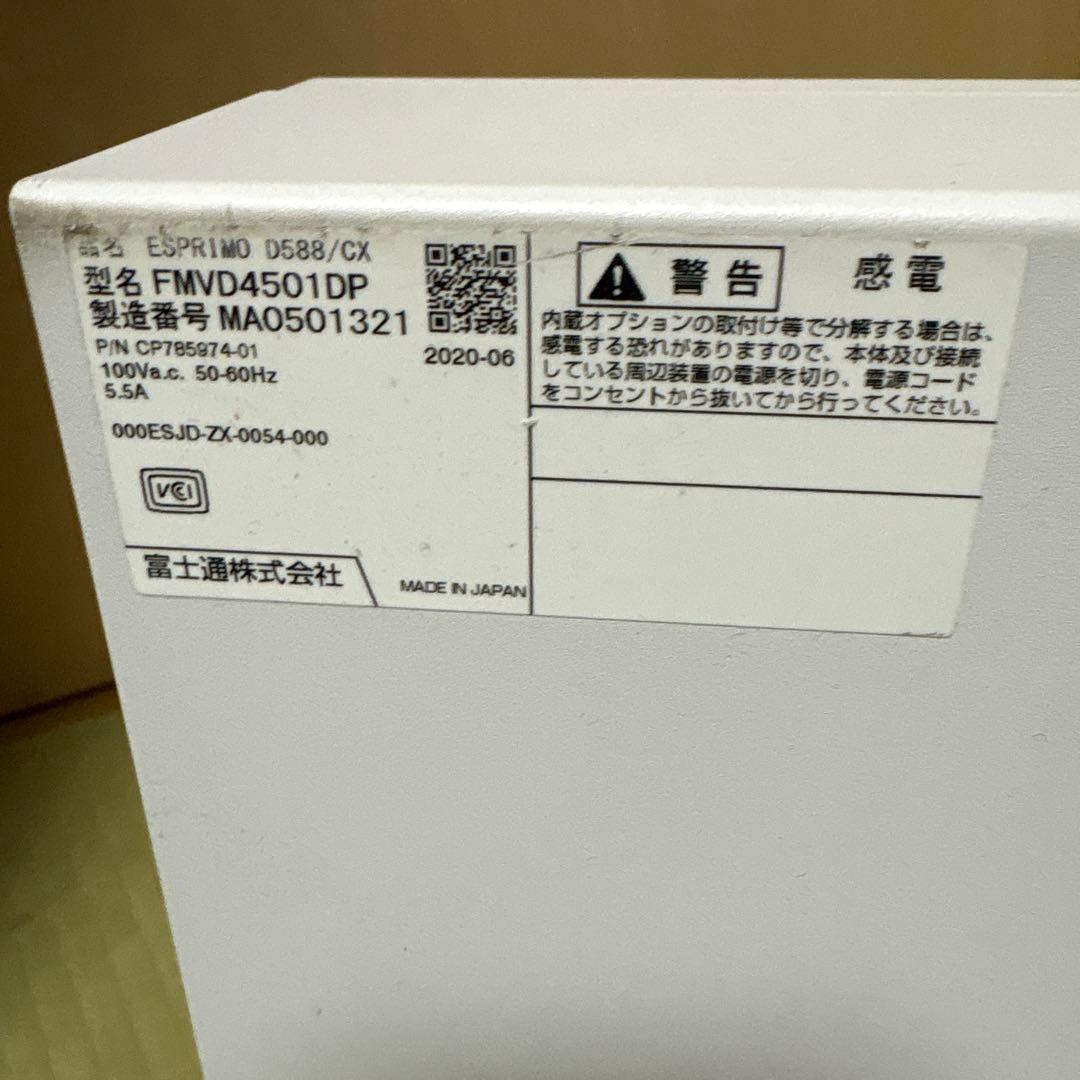 品名 ESPRIMO D588/CX
型名 FMVD4501DP
製造番号 MA0501321
P/N CP785974-01
100Va.c. 50-60Hz
5.5A
2020-06
000ESJD-ZX-0054-000
VCCI
富士通株式会社
MADE IN JAPAN
警告 感電
内蔵オプションの取付け等で分解する場合は、
感電する恐れがありますので、本体及び接続
している周辺装置の電源を切り、電源コード
をコンセントから抜いてから行ってください。